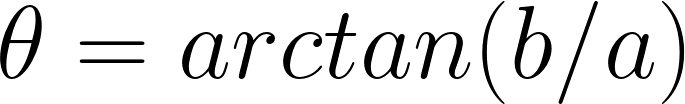 θ = arctan(b/a)